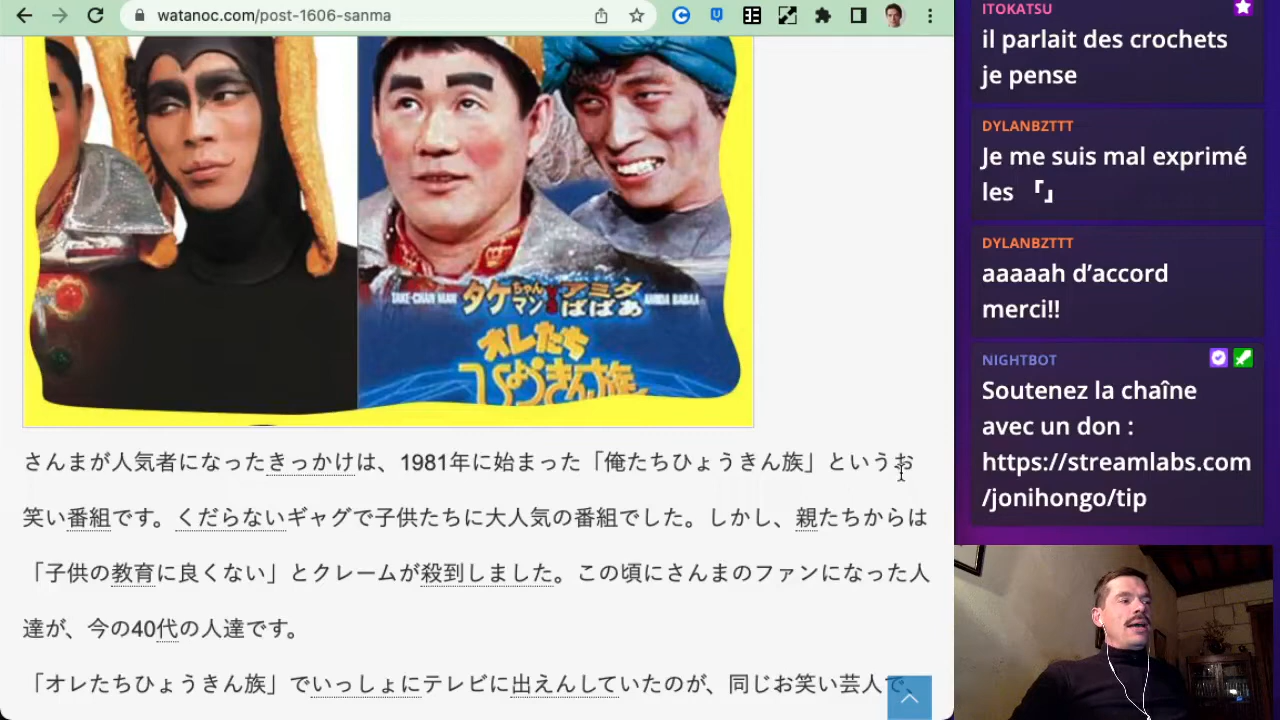 watanoc.com/post-1606-sanma
TAKE-CHAN MAN
タケちゃんマン
アミダばばあ
AMIDA BABAA
オレたち
ひょうきん族
さんまが人気者になったきっかけは、1981年に始まった「俺たちひょうきん族」というお
笑い番組です。くだらないギャグで子供たちに大人気の番組でした。しかし、親たちからは
「子供の教育に良くない」とクレームが殺到しました。この頃にさんまのファンになった人
達が、今の40代の人達です。
「オレたちひょうきん族」でいっしょにテレビに出えんしていたのが、同じお笑い芸人で、
ITOKATSU
il parlait des crochets
je pense
DYLANBZTTT
Je me suis mal exprimé
les 「」
DYLANBZTTT
aaaaah d’accord
merci!!
NIGHTBOT
Soutenez la chaîne
avec un don :
https://streamlabs.com
/jonihongo/tip